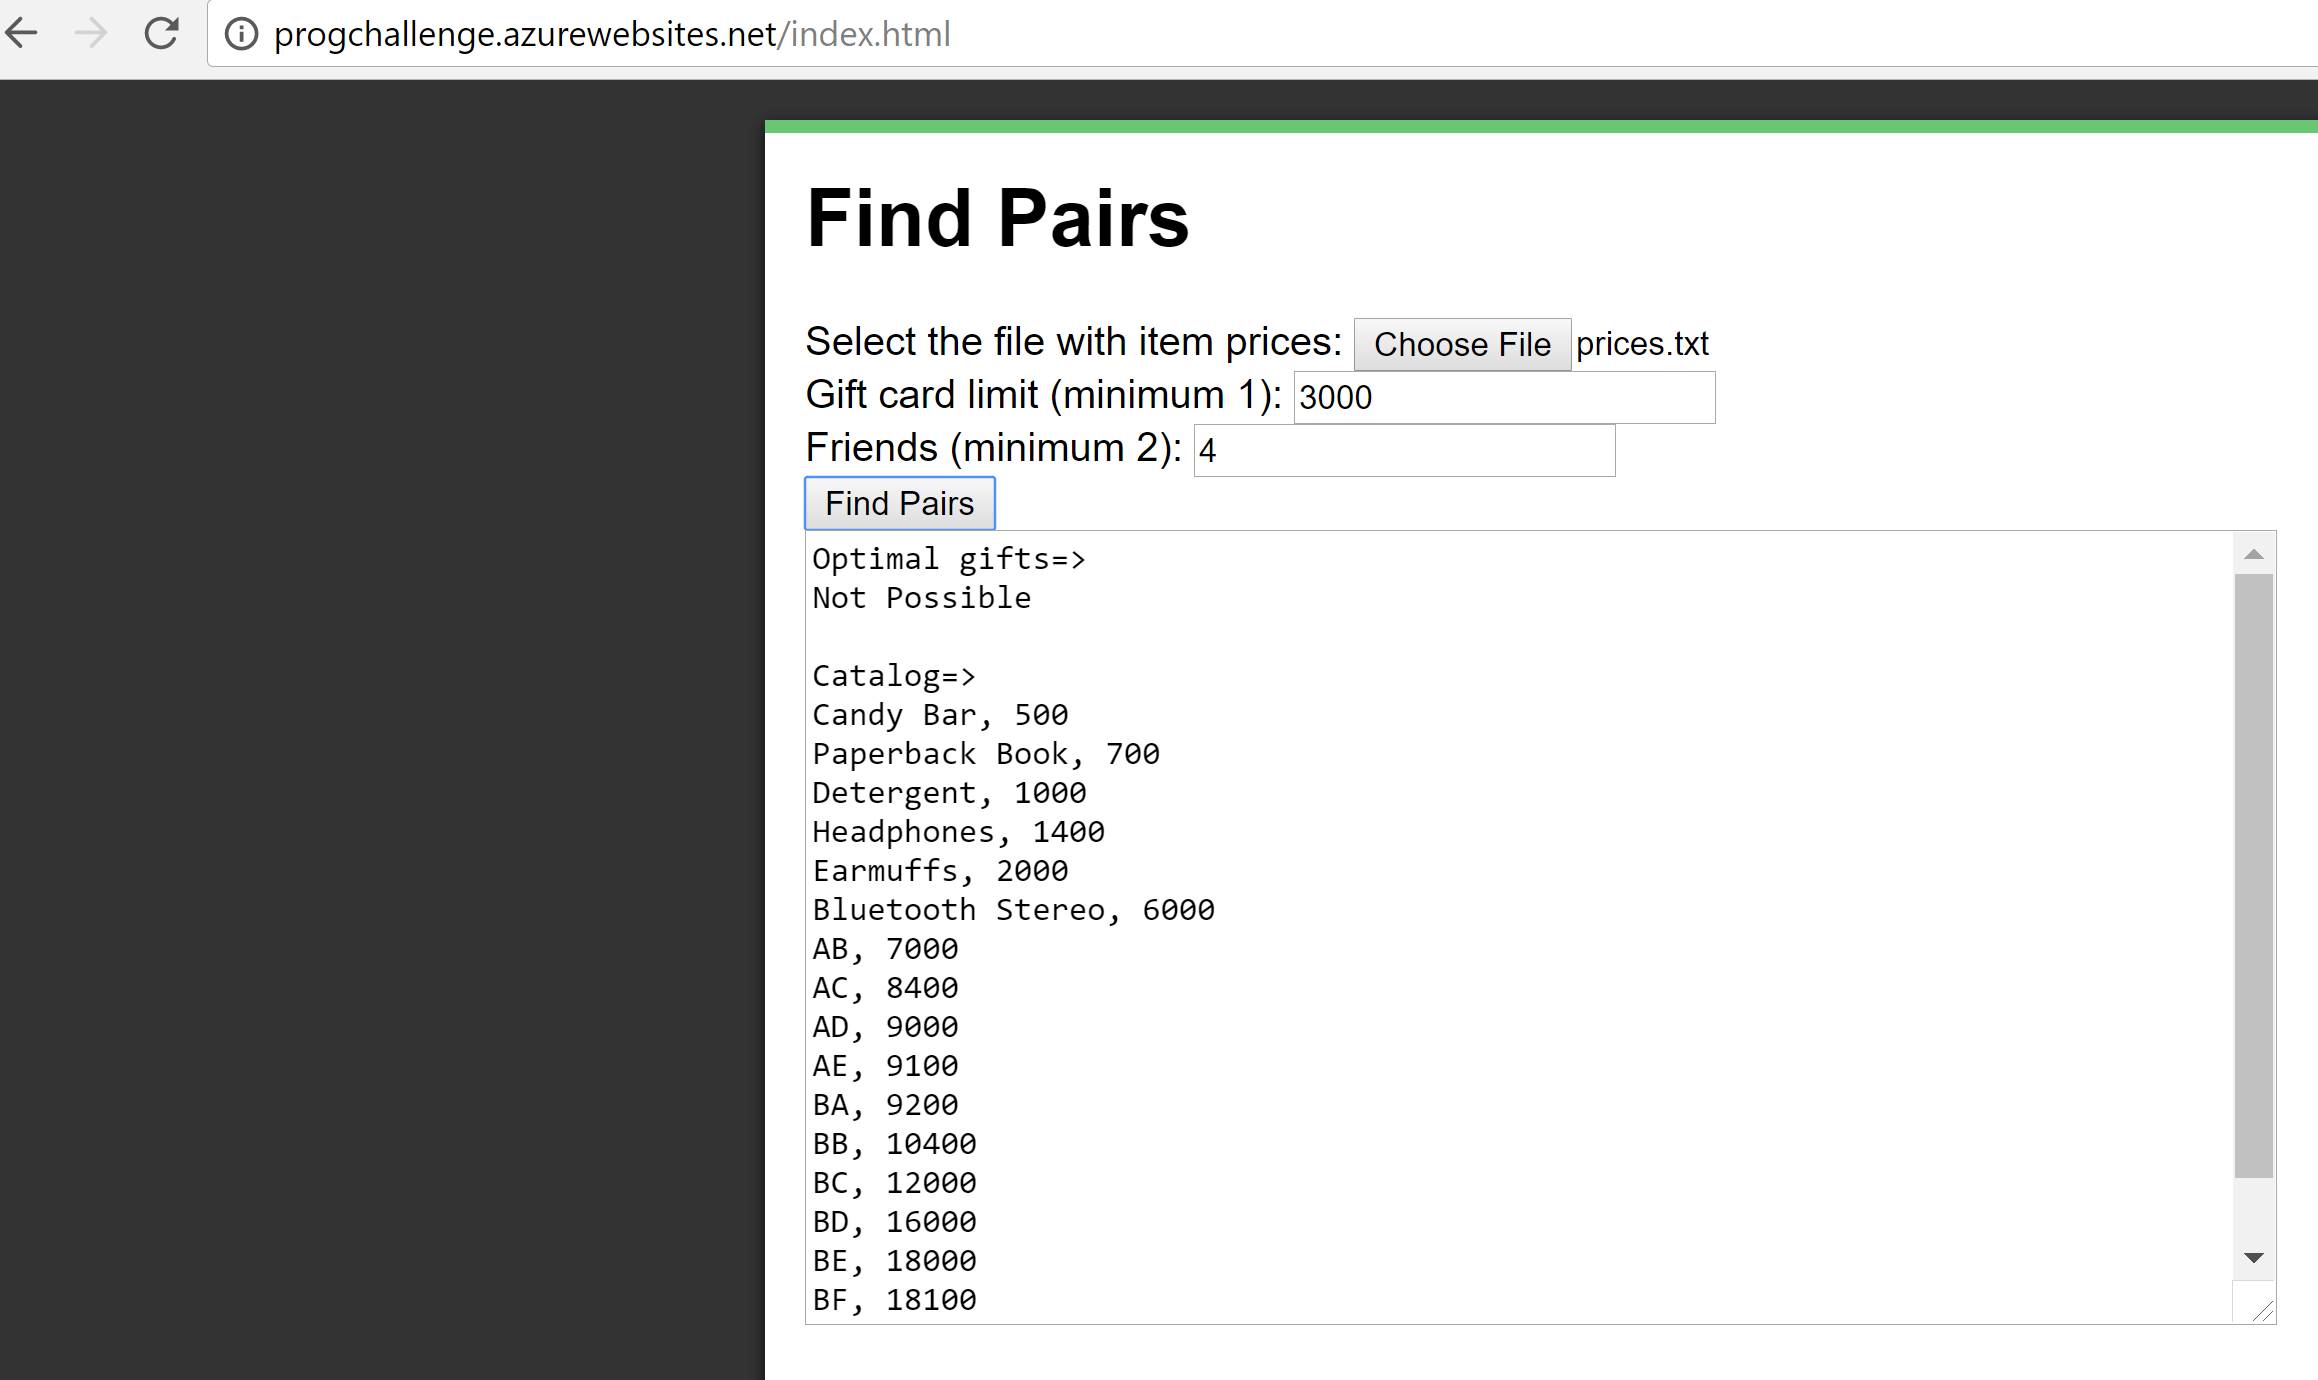 progchallenge.azurewebsites.net/index.html
Find Pairs
Select the file with item prices: Choose File prices.txt
Gift card limit (minimum 1): 3000
Friends (minimum 2): 4
Find Pairs
Optimal gifts=>
Not Possible
Catalog=>
Candy Bar, 500
Paperback Book, 700
Detergent, 1000
Headphones, 1400
Earmuffs, 2000
Bluetooth Stereo, 6000
AB, 7000
AC, 8400
AD, 9000
AE, 9100
BA, 9200
BB, 10400
BC, 12000
BD, 16000
BE, 18000
BF, 18100